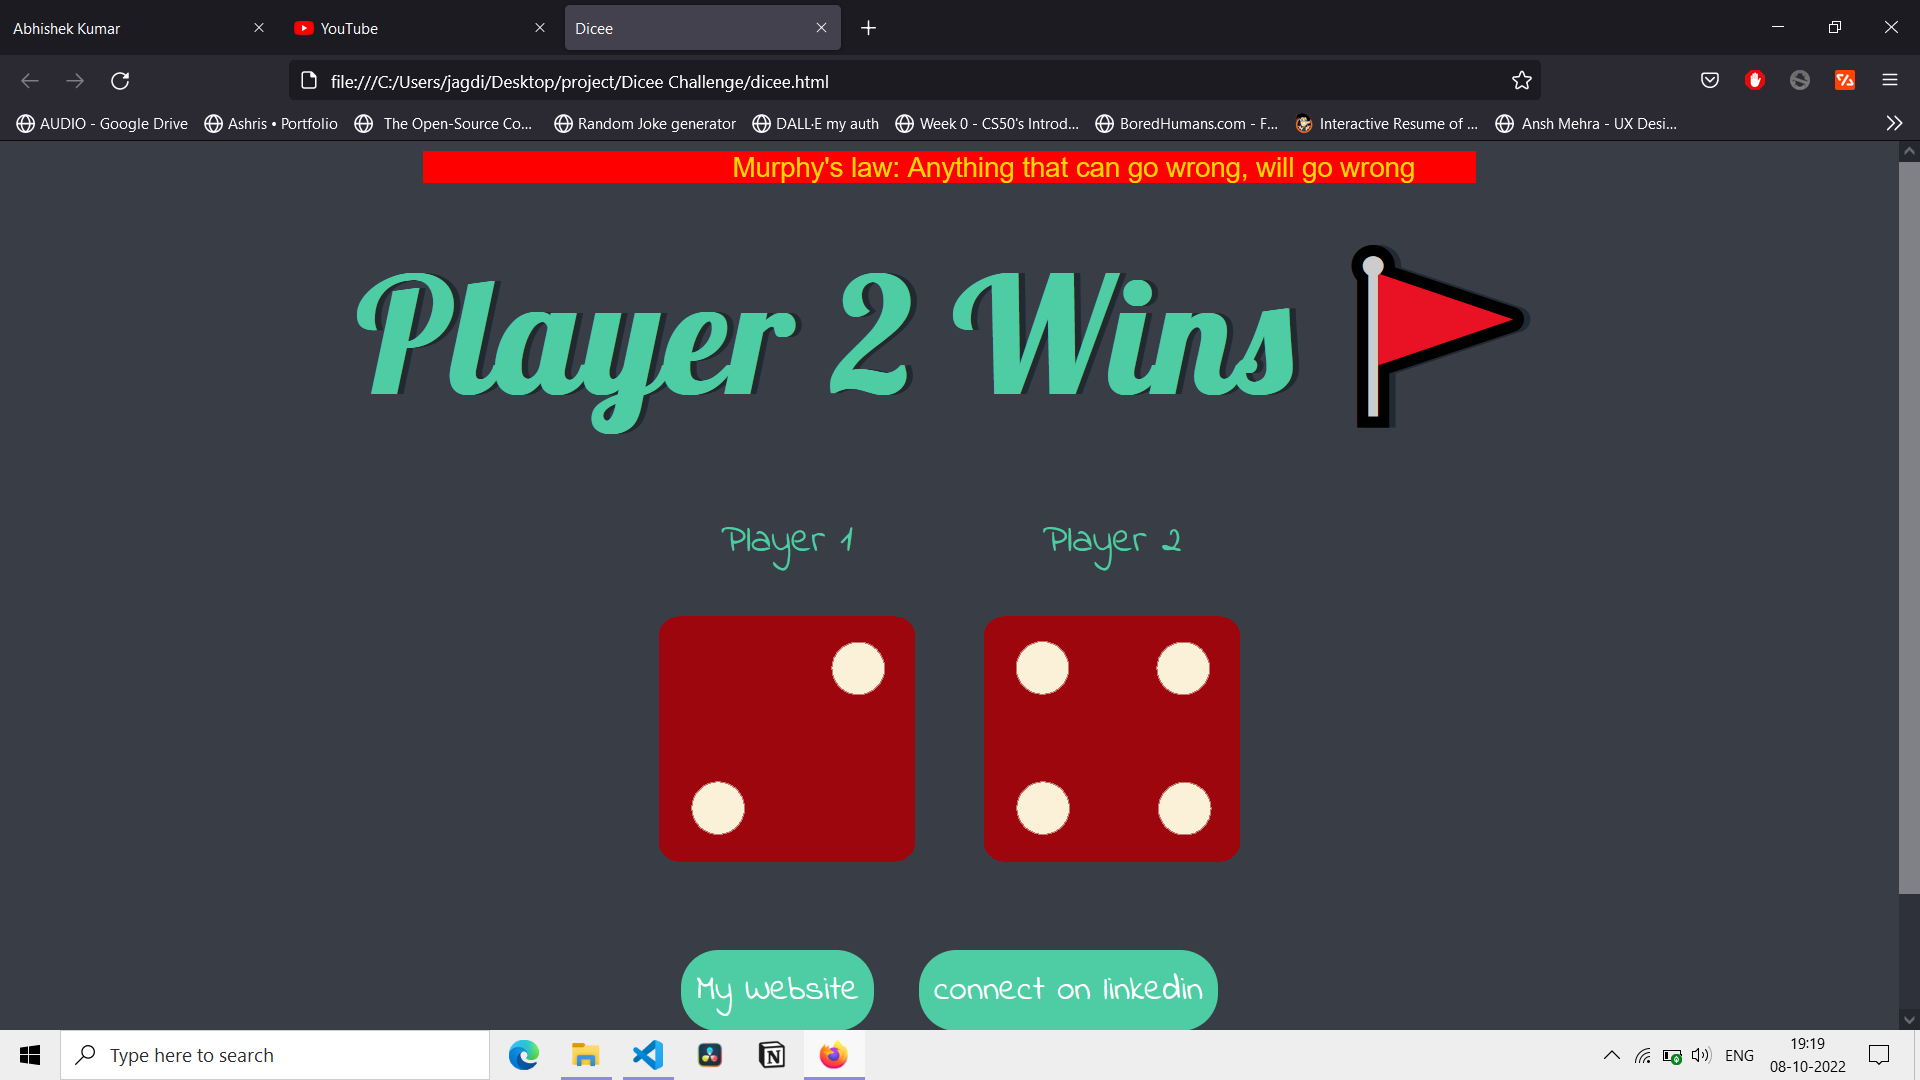 Abhishek Kumar
YouTube
Dicee
file:///C:/Users/jagdi/Desktop/project/Dicee Challenge/dicee.html
AUDIO - Google Drive
Ashris • Portfolio
The Open-Source Co...
Random Joke generator
DALL·E my auth
Week 0 - CS50's Introd...
BoredHumans.com - F...
Interactive Resume of ...
Ansh Mehra - UX Desi...
Murphy's law: Anything that can go wrong, will go wrong
Player 2 Wins
Player 1
Player 2
My website
connect on linkedin
Type here to search
ENG
19:19
08-10-2022